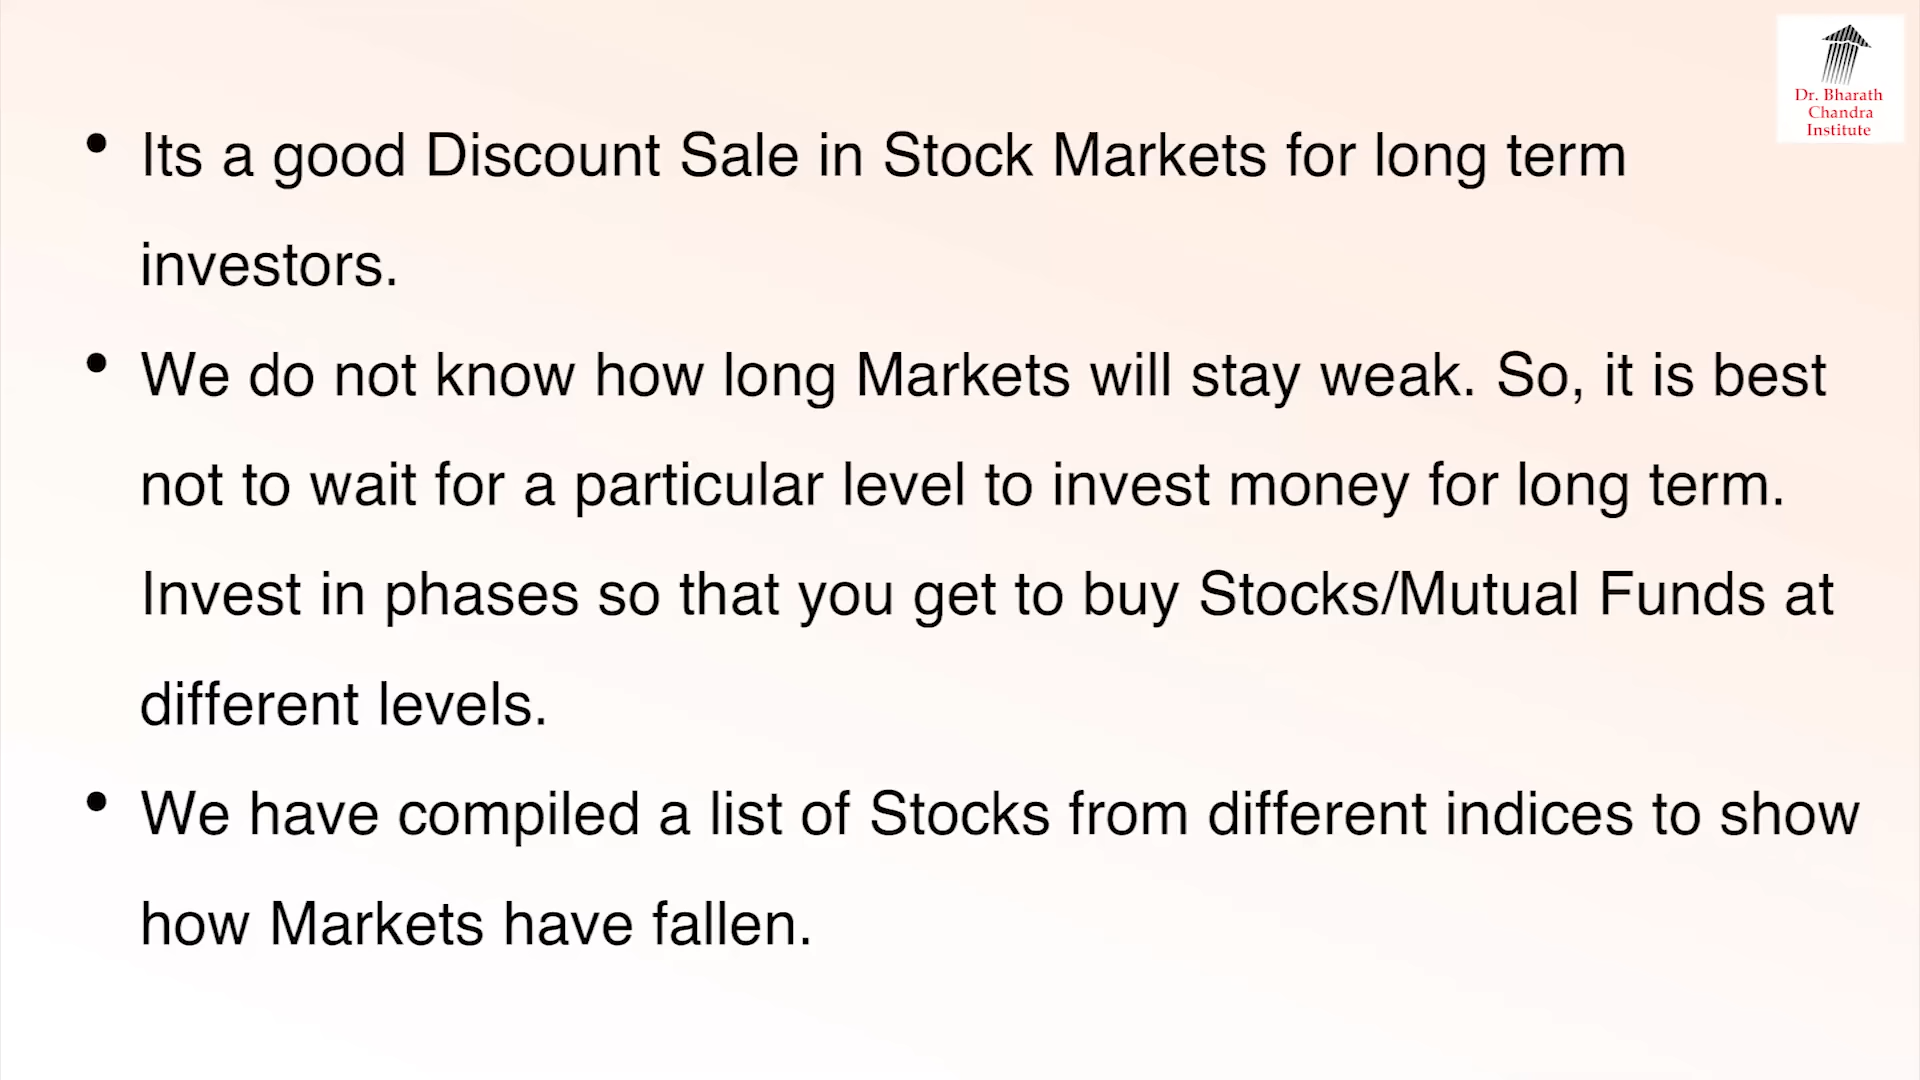 Dr. Bharath
Chandra
Institute
• Its a good Discount Sale in Stock Markets for long term
investors.
• We do not know how long Markets will stay weak. So, it is best
not to wait for a particular level to invest money for long term.
Invest in phases so that you get to buy Stocks/Mutual Funds at
different levels.
• We have compiled a list of Stocks from different indices to show
how Markets have fallen.